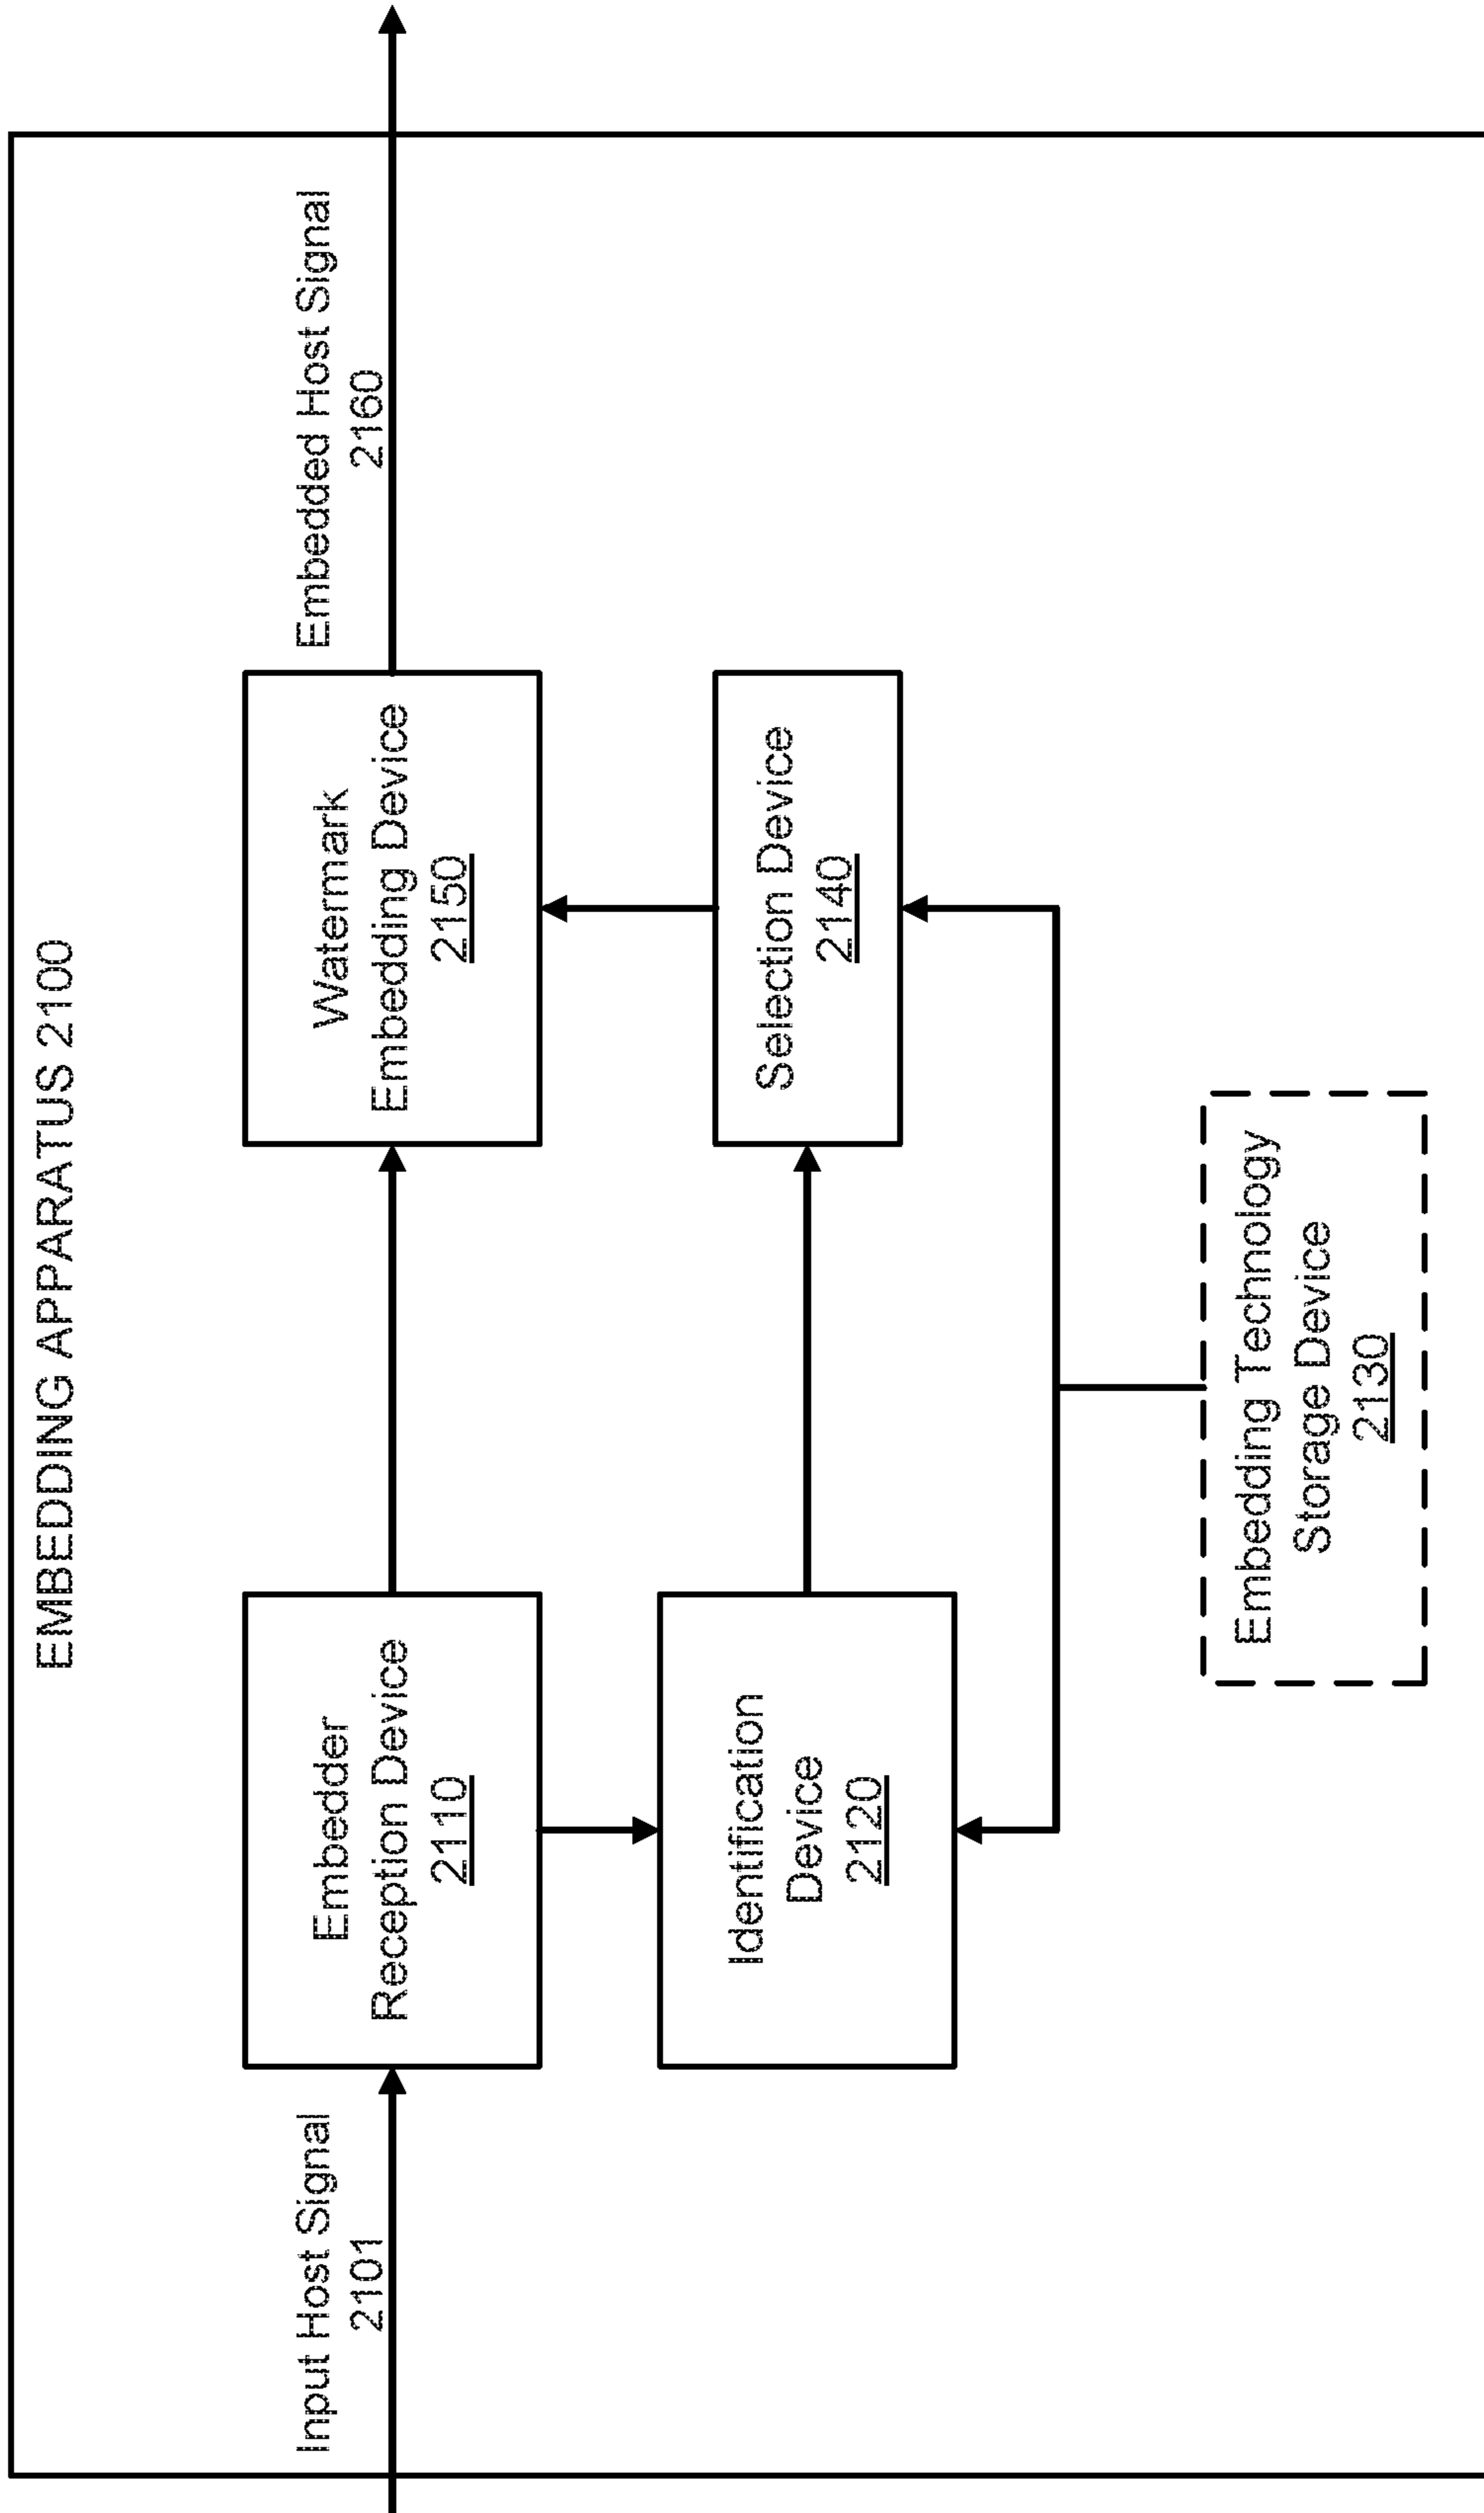 EMBEDDING APPARATUS 2100
Input Host Signal
2101
Embedder
Reception Device
2110
Watermark
Embedding Device
2150
Embedded Host Signal
2160
Identification
Device
2120
Selection Device
2140
Embedding Technology
Storage Device
2130